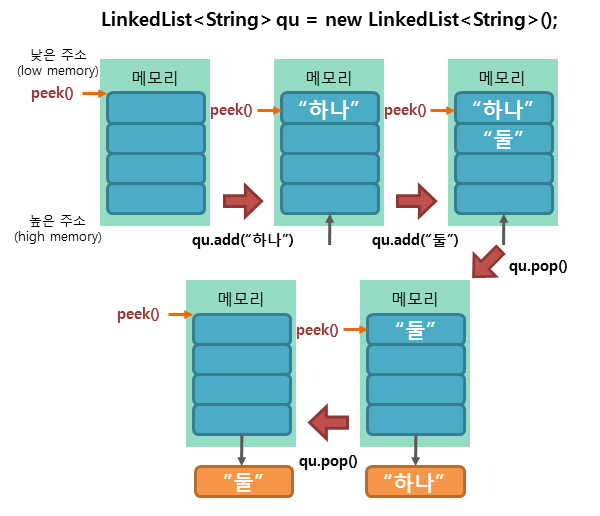 LinkedList<String> qu = new LinkedList<String>();
낮은 주소
(low memory)
메모리
메모리
메모리
peek()
peek()
"하나"
peek()
"하나"
"둘"
높은 주소
(high memory)
qu.add("하나")
qu.add("둘")
qu.pop()
메모리
메모리
peek()
peek()
"둘"
qu.pop()
"둘"
"하나"